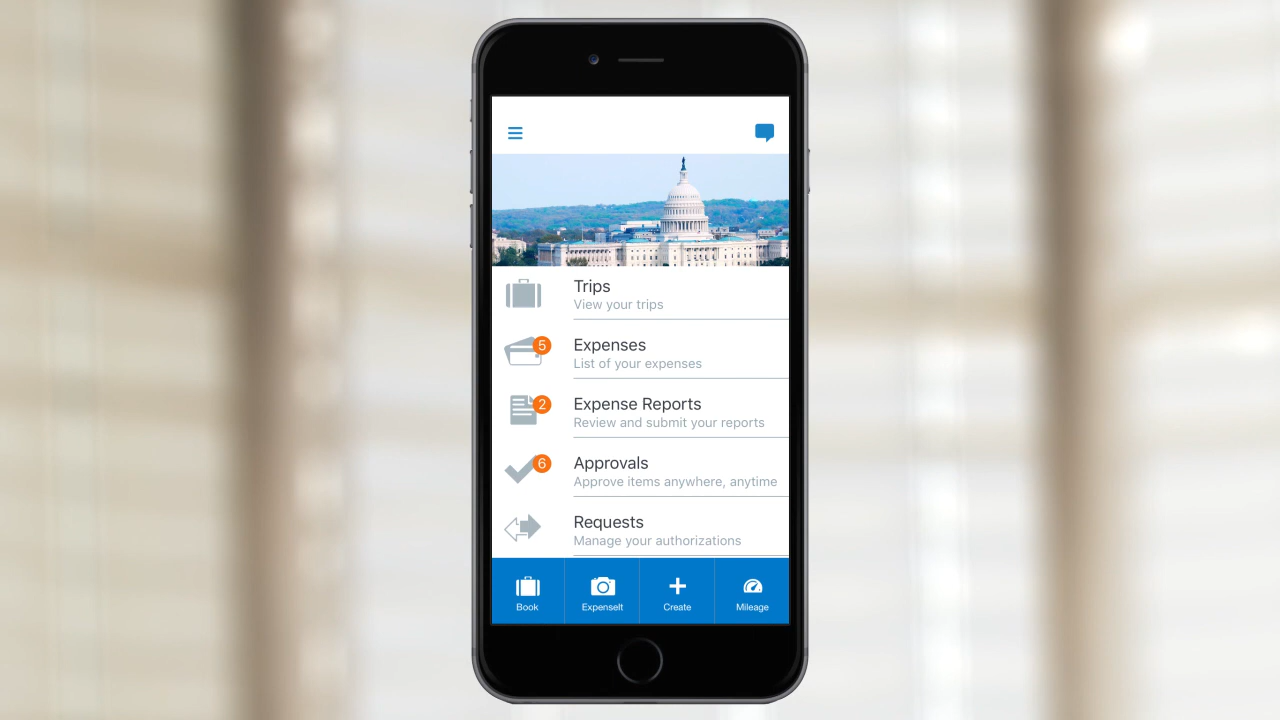 Trips
View your trips
5
Expenses
List of your expenses
2
Expense Reports
Review and submit your reports
6
Approvals
Approve items anywhere, anytime
Requests
Manage your authorizations
Book
ExpenseIt
Create
Mileage